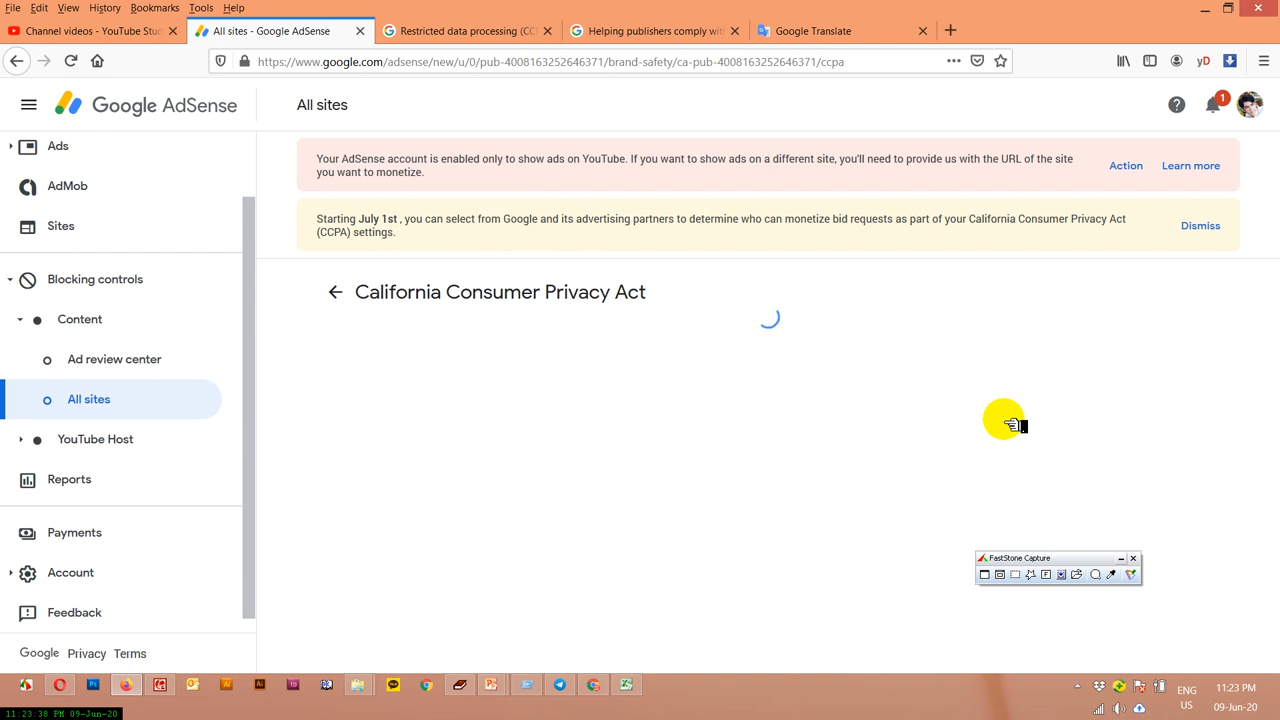 File Edit View History Bookmarks Tools Help
Channel videos - YouTube Stud
All sites - Google AdSense
Restricted data processing (CC
Helping publishers comply with
Google Translate
https://www.google.com/adsense/new/u/0/pub-4008163252646371/brand-safety/ca-pub-4008163252646371/ccpa
yD
Google AdSense
All sites
1
Ads
AdMob
Sites
Blocking controls
Content
Ad review center
All sites
YouTube Host
Reports
Payments
Account
Feedback
Google Privacy Terms
Your AdSense account is enabled only to show ads on YouTube. If you want to show ads on a different site, you'll need to provide us with the URL of the site
you want to monetize.
Action Learn more
Starting July 1st , you can select from Google and its advertising partners to determine who can monetize bid requests as part of your California Consumer Privacy Act
(CCPA) settings.
Dismiss
California Consumer Privacy Act
FastStone Capture
ENG
US
11:23 PM
09-Jun-20
11:23:38 PM 09-Jun-20